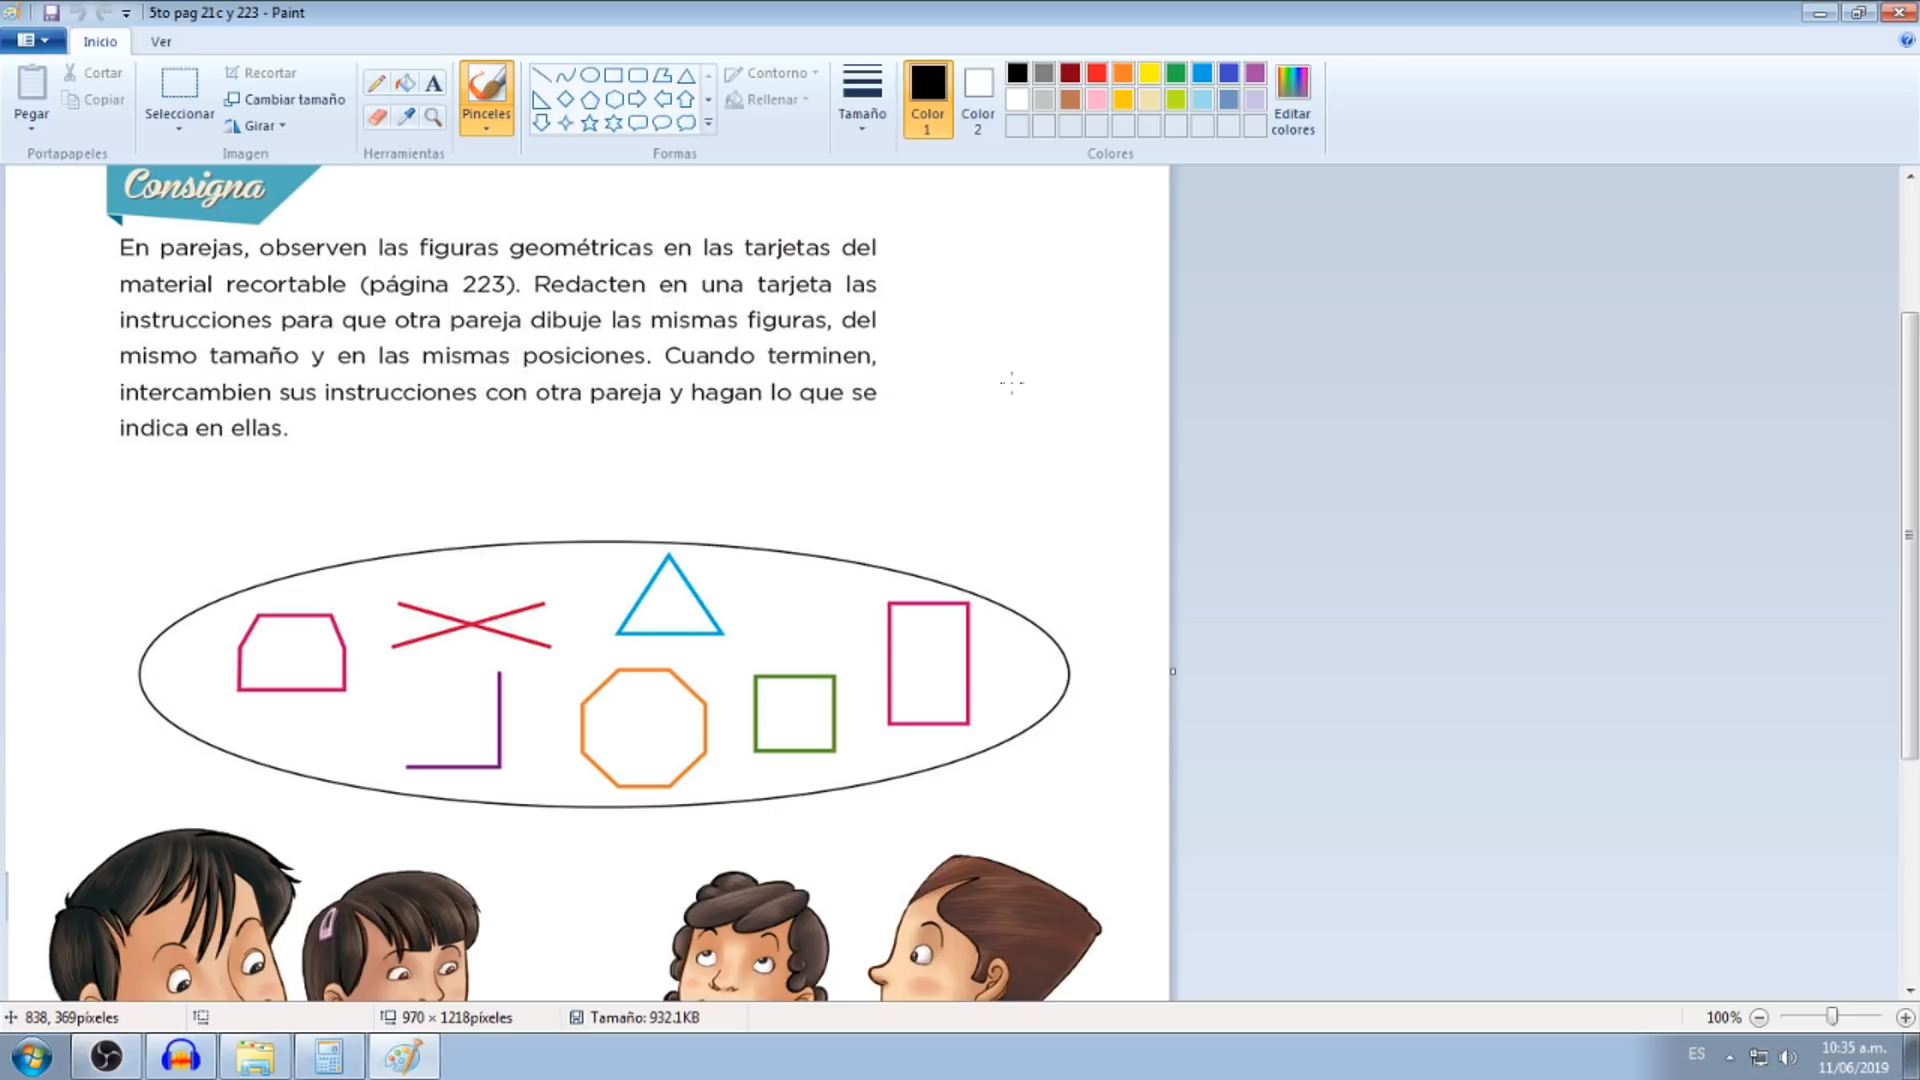 5to pag 21c y 223 - Paint
Inicio Ver
Pegar
Cortar
Copiar
Portapapeles
Seleccionar
Recortar
Cambiar tamaño
Girar
Imagen
A
Herramientas
Pinceles
Contorno
Rellenar
Formas
Tamaño
Color 1
Color 2
Editar colores
Colores
Consigna
En parejas, observen las figuras geométricas en las tarjetas del
material recortable (página 223). Redacten en una tarjeta las
instrucciones para que otra pareja dibuje las mismas figuras, del
mismo tamaño y en las mismas posiciones. Cuando terminen,
intercambien sus instrucciones con otra pareja y hagan lo que se
indica en ellas.
838, 369píxeles
970 × 1218píxeles
Tamaño: 932.1KB
100%
ES
10:35 a.m.
11/06/2019